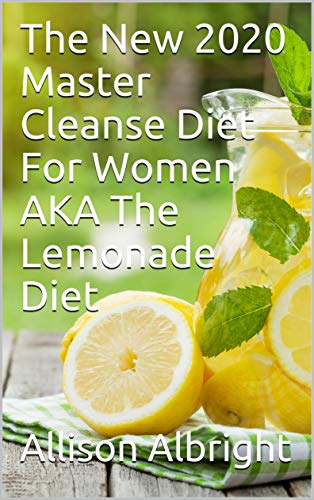 The New 2020
Master
Cleanse Diet
For Women
AKA The
Lemonade
Diet
Allison Albright